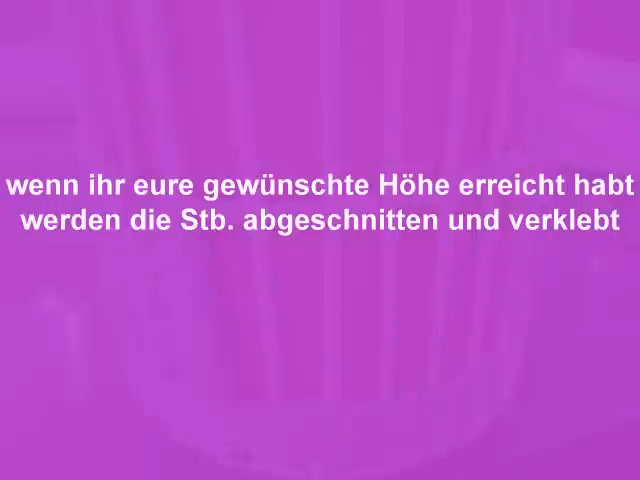 wenn ihr eure gewünschte Höhe erreicht habt
werden die Stb. abgeschnitten und verklebt